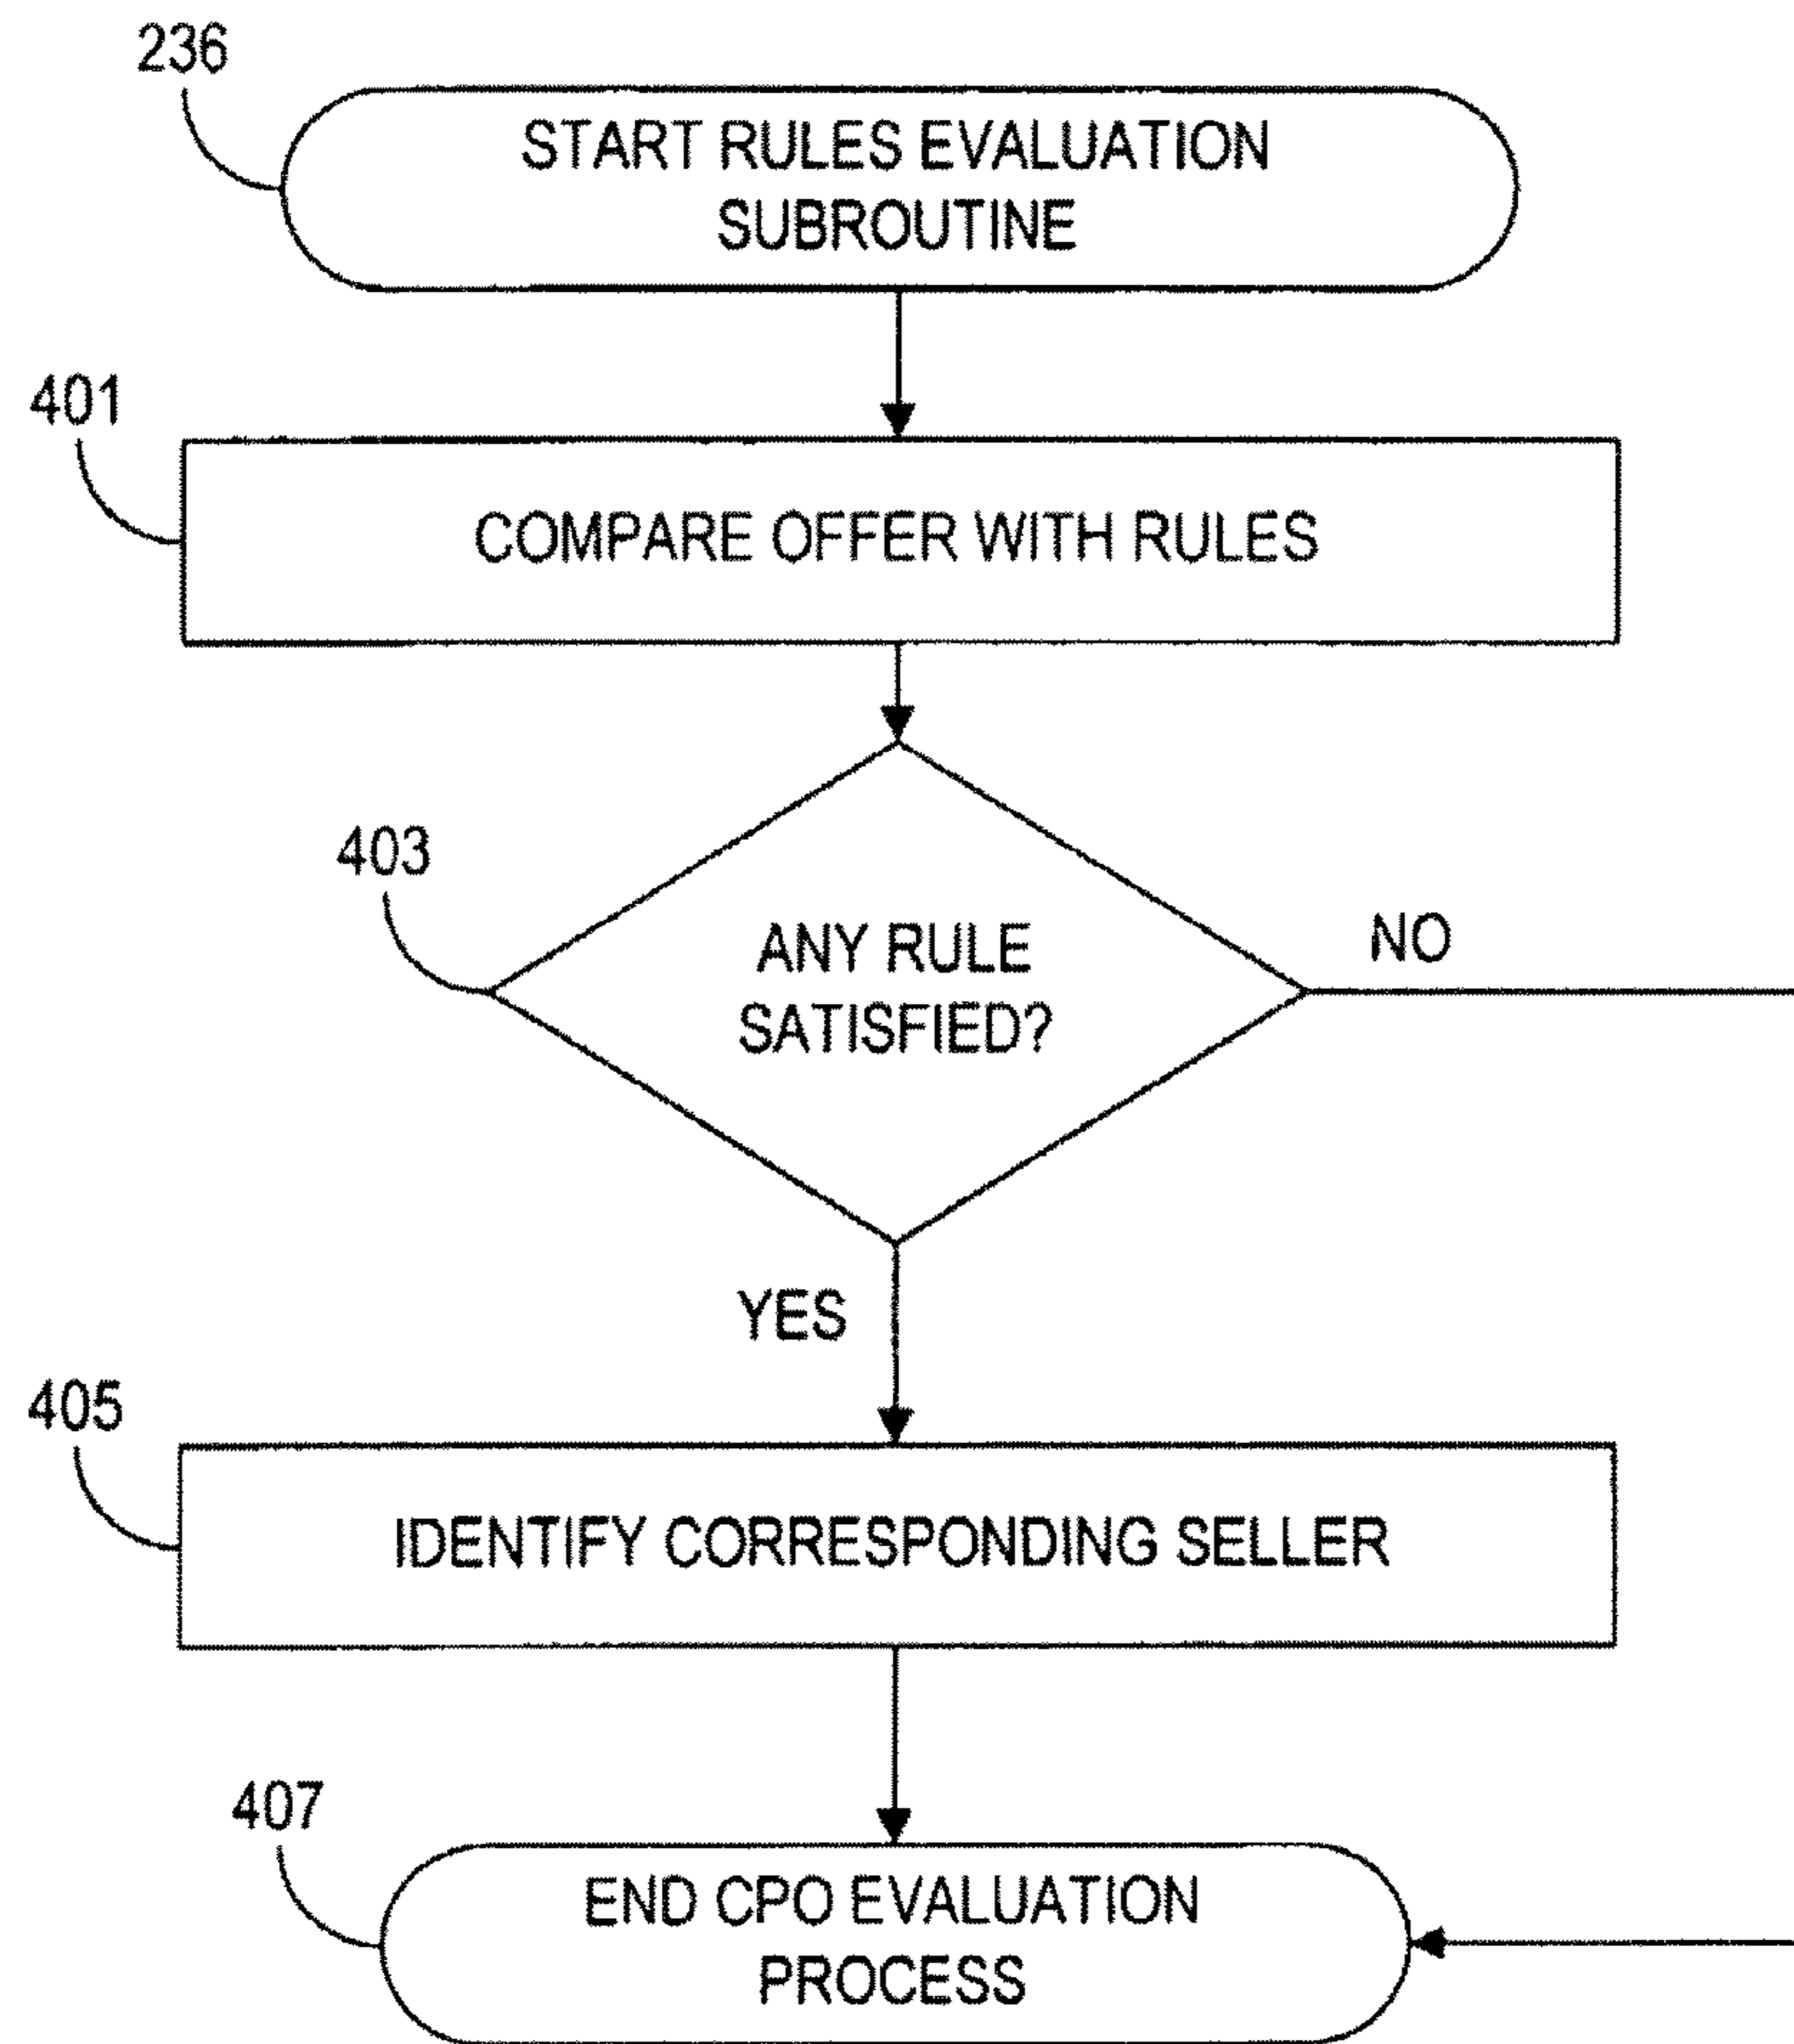 236
START RULES EVALUATION
SUBROUTINE
401
COMPARE OFFER WITH RULES
403
ANY RULE
SATISFIED?
NO
YES
405
IDENTIFY CORRESPONDING SELLER
407
END CPO EVALUATION
PROCESS